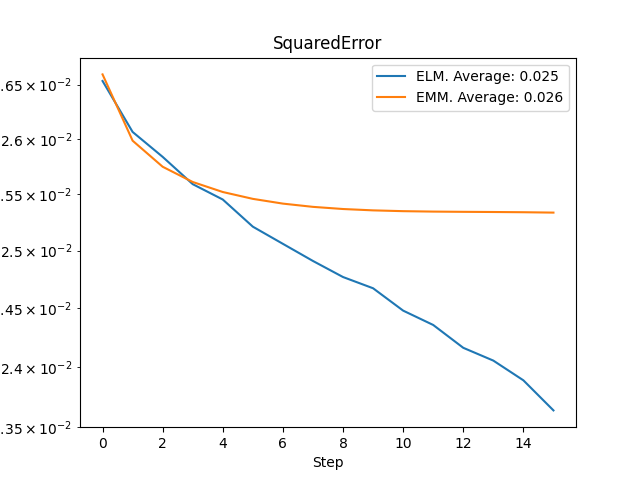 SquaredError
ELM. Average: 0.025
EMM. Average: 0.026
.65 × 10⁻²
2.6 × 10⁻²
.55 × 10⁻²
2.5 × 10⁻²
.45 × 10⁻²
2.4 × 10⁻²
.35 × 10⁻²
0 2 4 6 8 10 12 14
Step